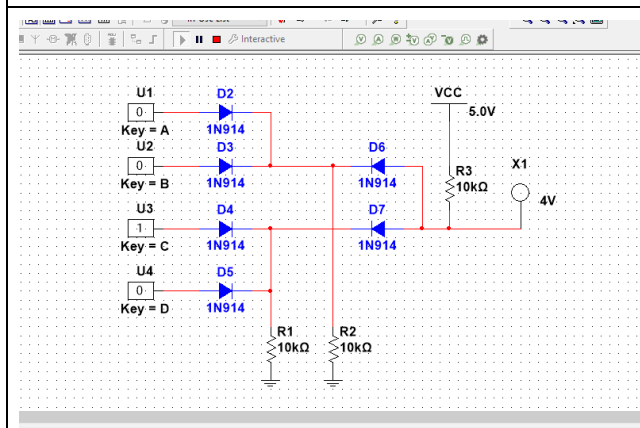 Interactive
U1
0
Key = A
D2
1N914
U2
0
Key = B
D3
1N914
U3
1
Key = C
D4
1N914
U4
0
Key = D
D5
1N914
D6
1N914
D7
1N914
VCC
5.0V
R3
10kΩ
X1
4V
R1
10kΩ
R2
10kΩ